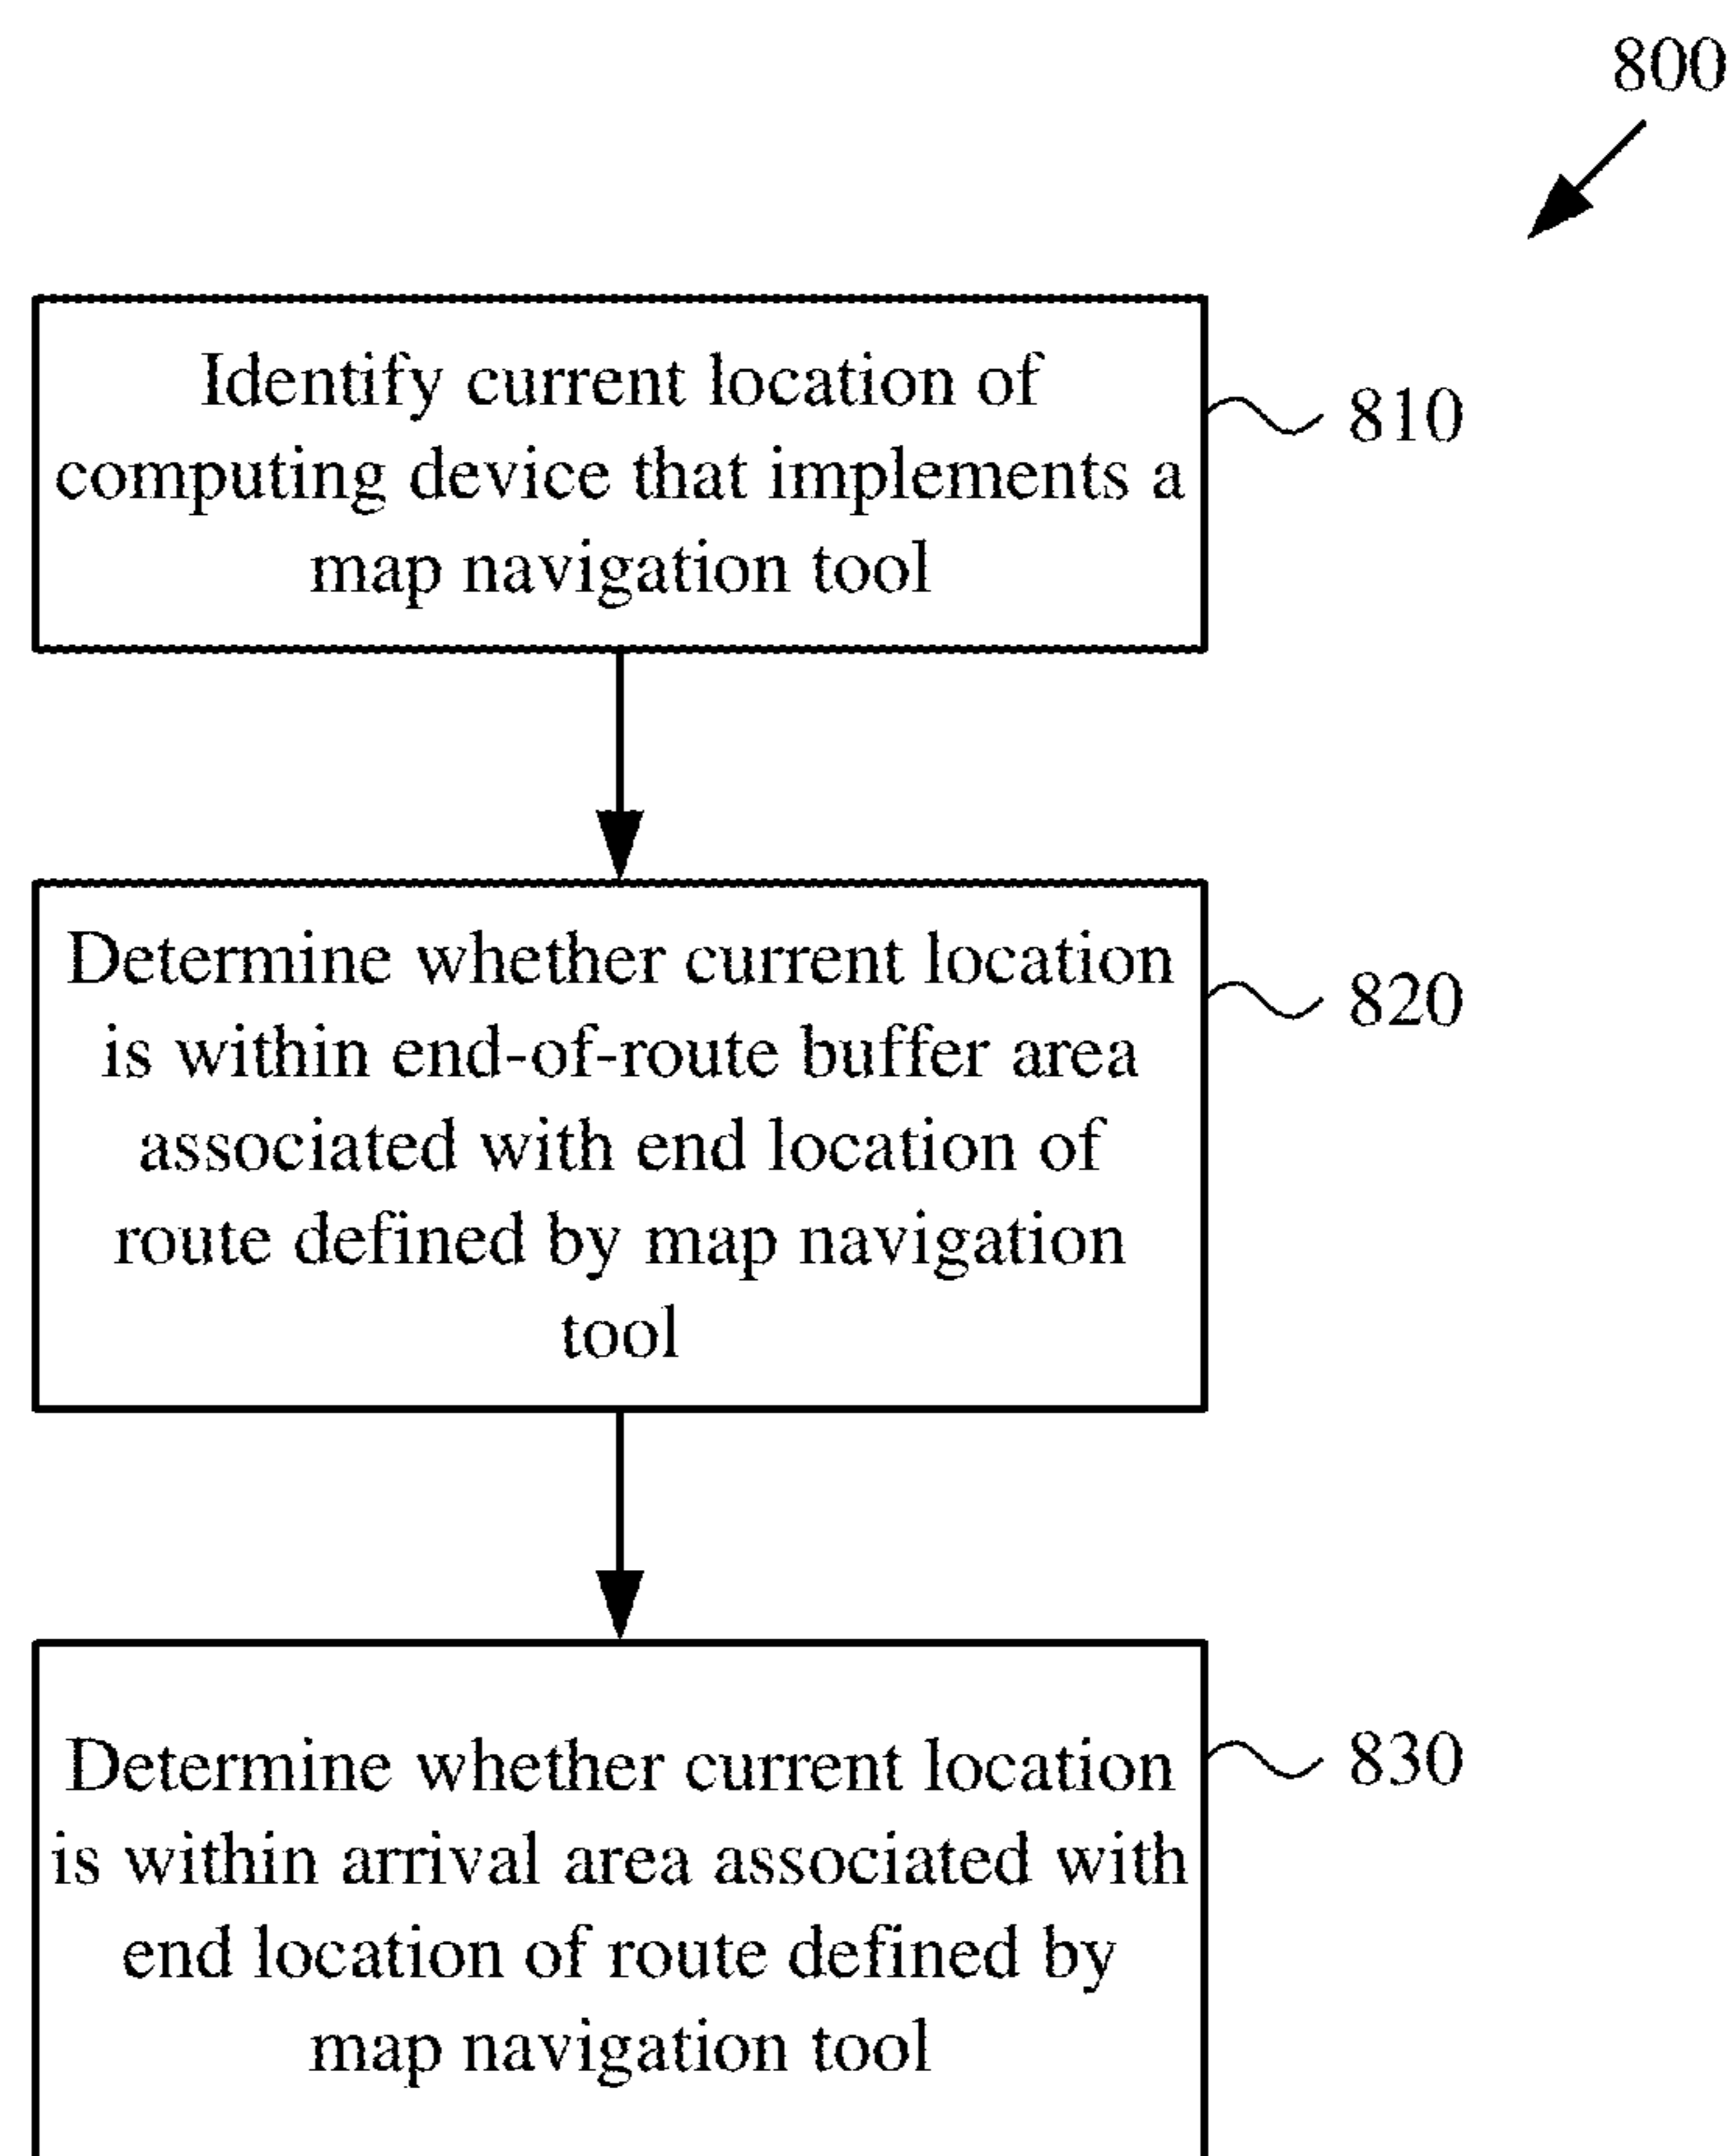 800
Identify current location of
computing device that implements a
map navigation tool
810
Determine whether current location
is within end-of-route buffer area
associated with end location of
route defined by map navigation
tool
820
Determine whether current location
is within arrival area associated with
end location of route defined by
map navigation tool
830